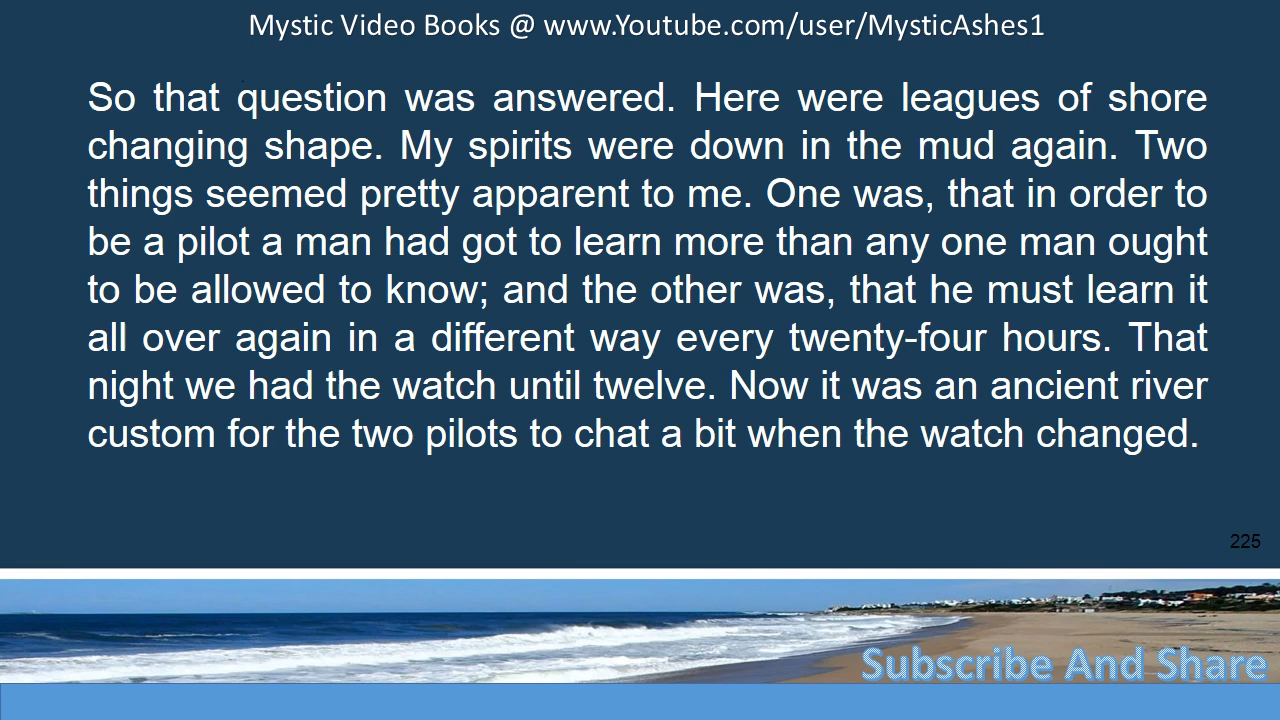 Mystic Video Books @ www.Youtube.com/user/MysticAshes1
So that question was answered. Here were leagues of shore
changing shape. My spirits were down in the mud again. Two
things seemed pretty apparent to me. One was, that in order to
be a pilot a man had got to learn more than any one man ought
to be allowed to know; and the other was, that he must learn it
all over again in a different way every twenty-four hours. That
night we had the watch until twelve. Now it was an ancient river
custom for the two pilots to chat a bit when the watch changed.
225
Subscribe And Share